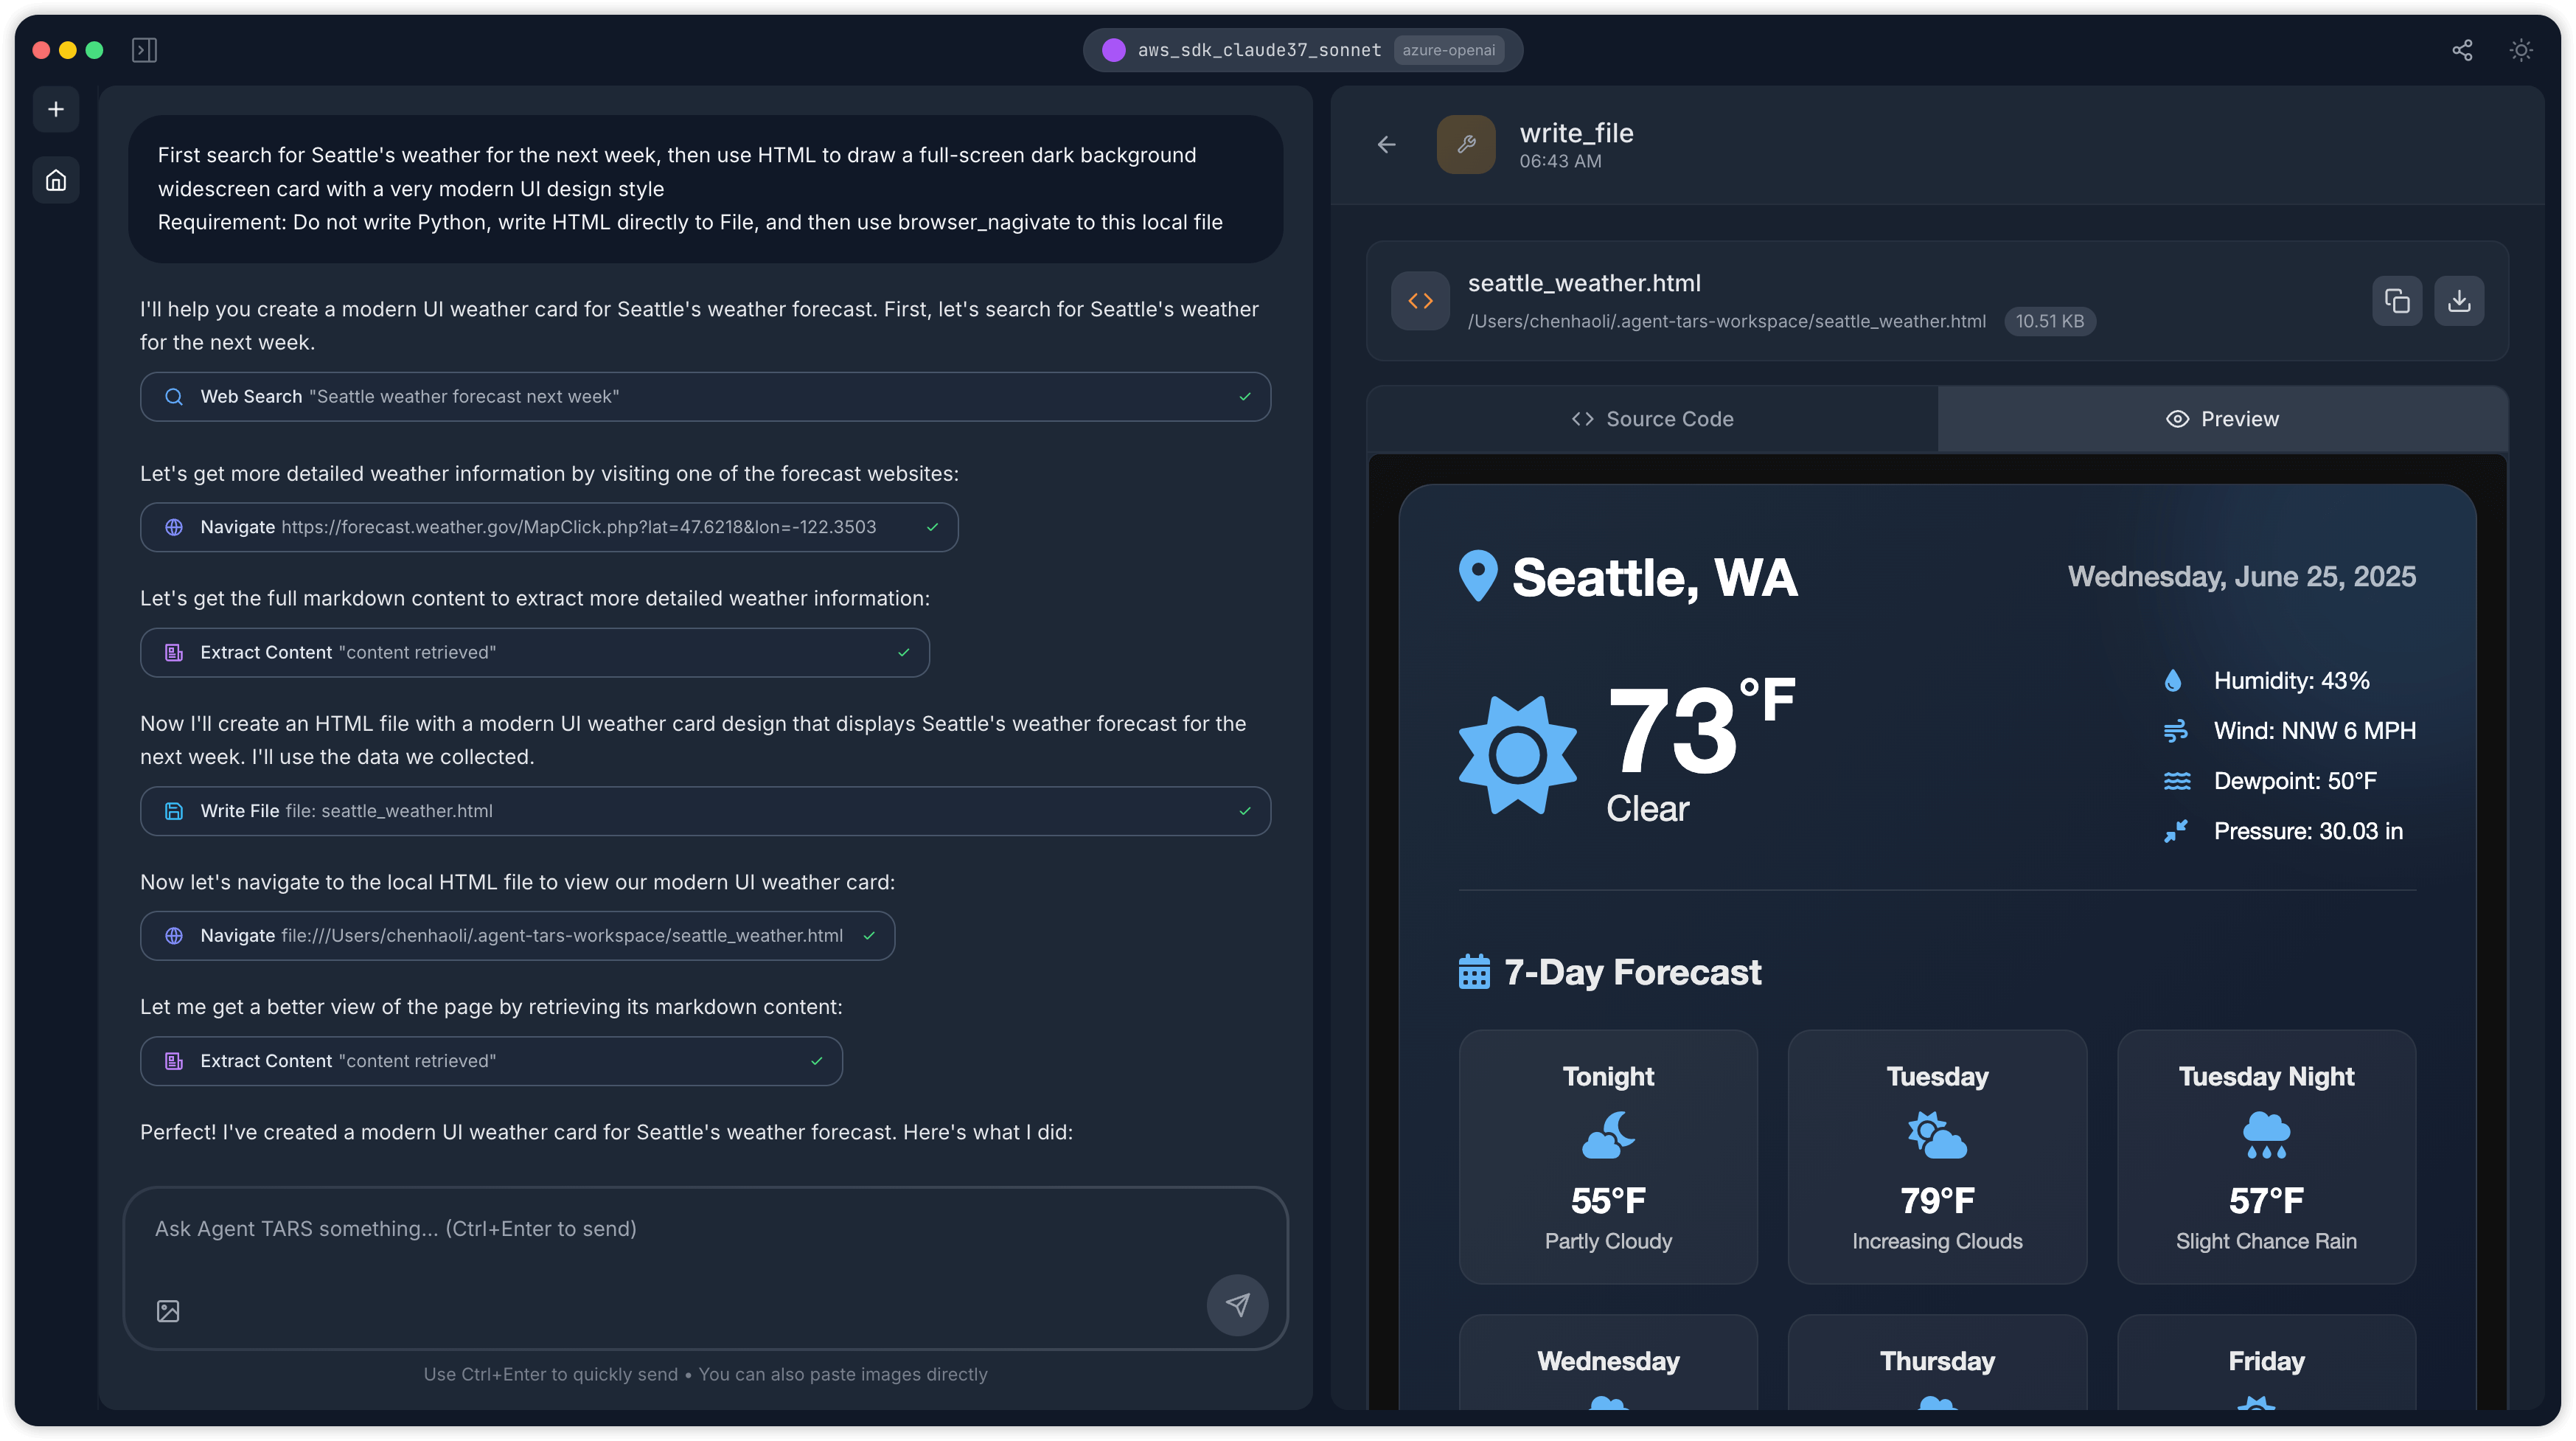 aws_sdk_claude37_sonnet azure-openai
First search for Seattle's weather for the next week, then use HTML to draw a full-screen dark background
widescreen card with a very modern UI design style
Requirement: Do not write Python, write HTML directly to File, and then use browser_nagivate to this local file
I'll help you create a modern UI weather card for Seattle's weather forecast. First, let's search for Seattle's weather
for the next week.
Web Search "Seattle weather forecast next week"
Let's get more detailed weather information by visiting one of the forecast websites:
Navigate https://forecast.weather.gov/MapClick.php?lat=47.6218&lon=-122.3503
Let's get the full markdown content to extract more detailed weather information:
Extract Content "content retrieved"
Now I'll create an HTML file with a modern UI weather card design that displays Seattle's weather forecast for the
next week. I'll use the data we collected.
Write File file: seattle_weather.html
Now let's navigate to the local HTML file to view our modern UI weather card:
Navigate file:///Users/chenhaoli/.agent-tars-workspace/seattle_weather.html
Let me get a better view of the page by retrieving its markdown content:
Extract Content "content retrieved"
Perfect! I've created a modern UI weather card for Seattle's weather forecast. Here's what I did:
Ask Agent TARS something... (Ctrl+Enter to send)
Use Ctrl+Enter to quickly send • You can also paste images directly
write_file
06:43 AM
seattle_weather.html
/Users/chenhaoli/.agent-tars-workspace/seattle_weather.html 10.51 KB
Source Code Preview
Seattle, WA Wednesday, June 25, 2025
73°F
Clear
Humidity: 43%
Wind: NNW 6 MPH
Dewpoint: 50°F
Pressure: 30.03 in
7-Day Forecast
Tonight
55°F
Partly Cloudy
Tuesday
79°F
Increasing Clouds
Tuesday Night
57°F
Slight Chance Rain
Wednesday
Thursday
Friday